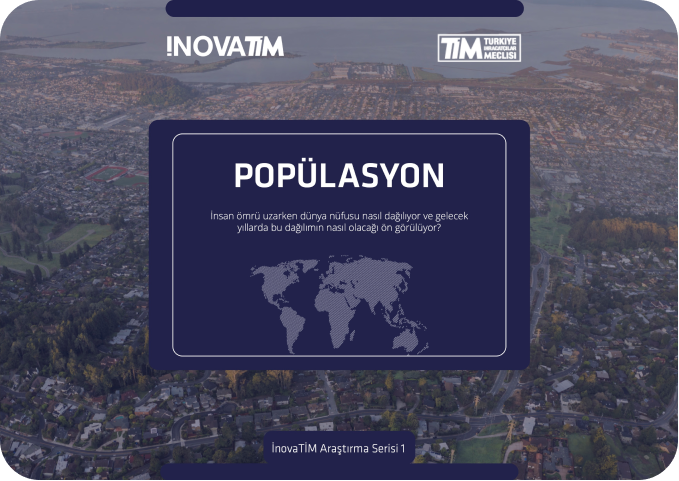 İNOVATİM
TİM TÜRKİYE
İHRACATÇILAR
MECLİSİ
POPÜLASYON
İnsan ömrü uzarken dünya nüfusu nasıl dağılıyor ve gelecek
yıllarda bu dağılımın nasıl olacağı ön görülüyor?
İnovaTİM Araştırma Serisi 1